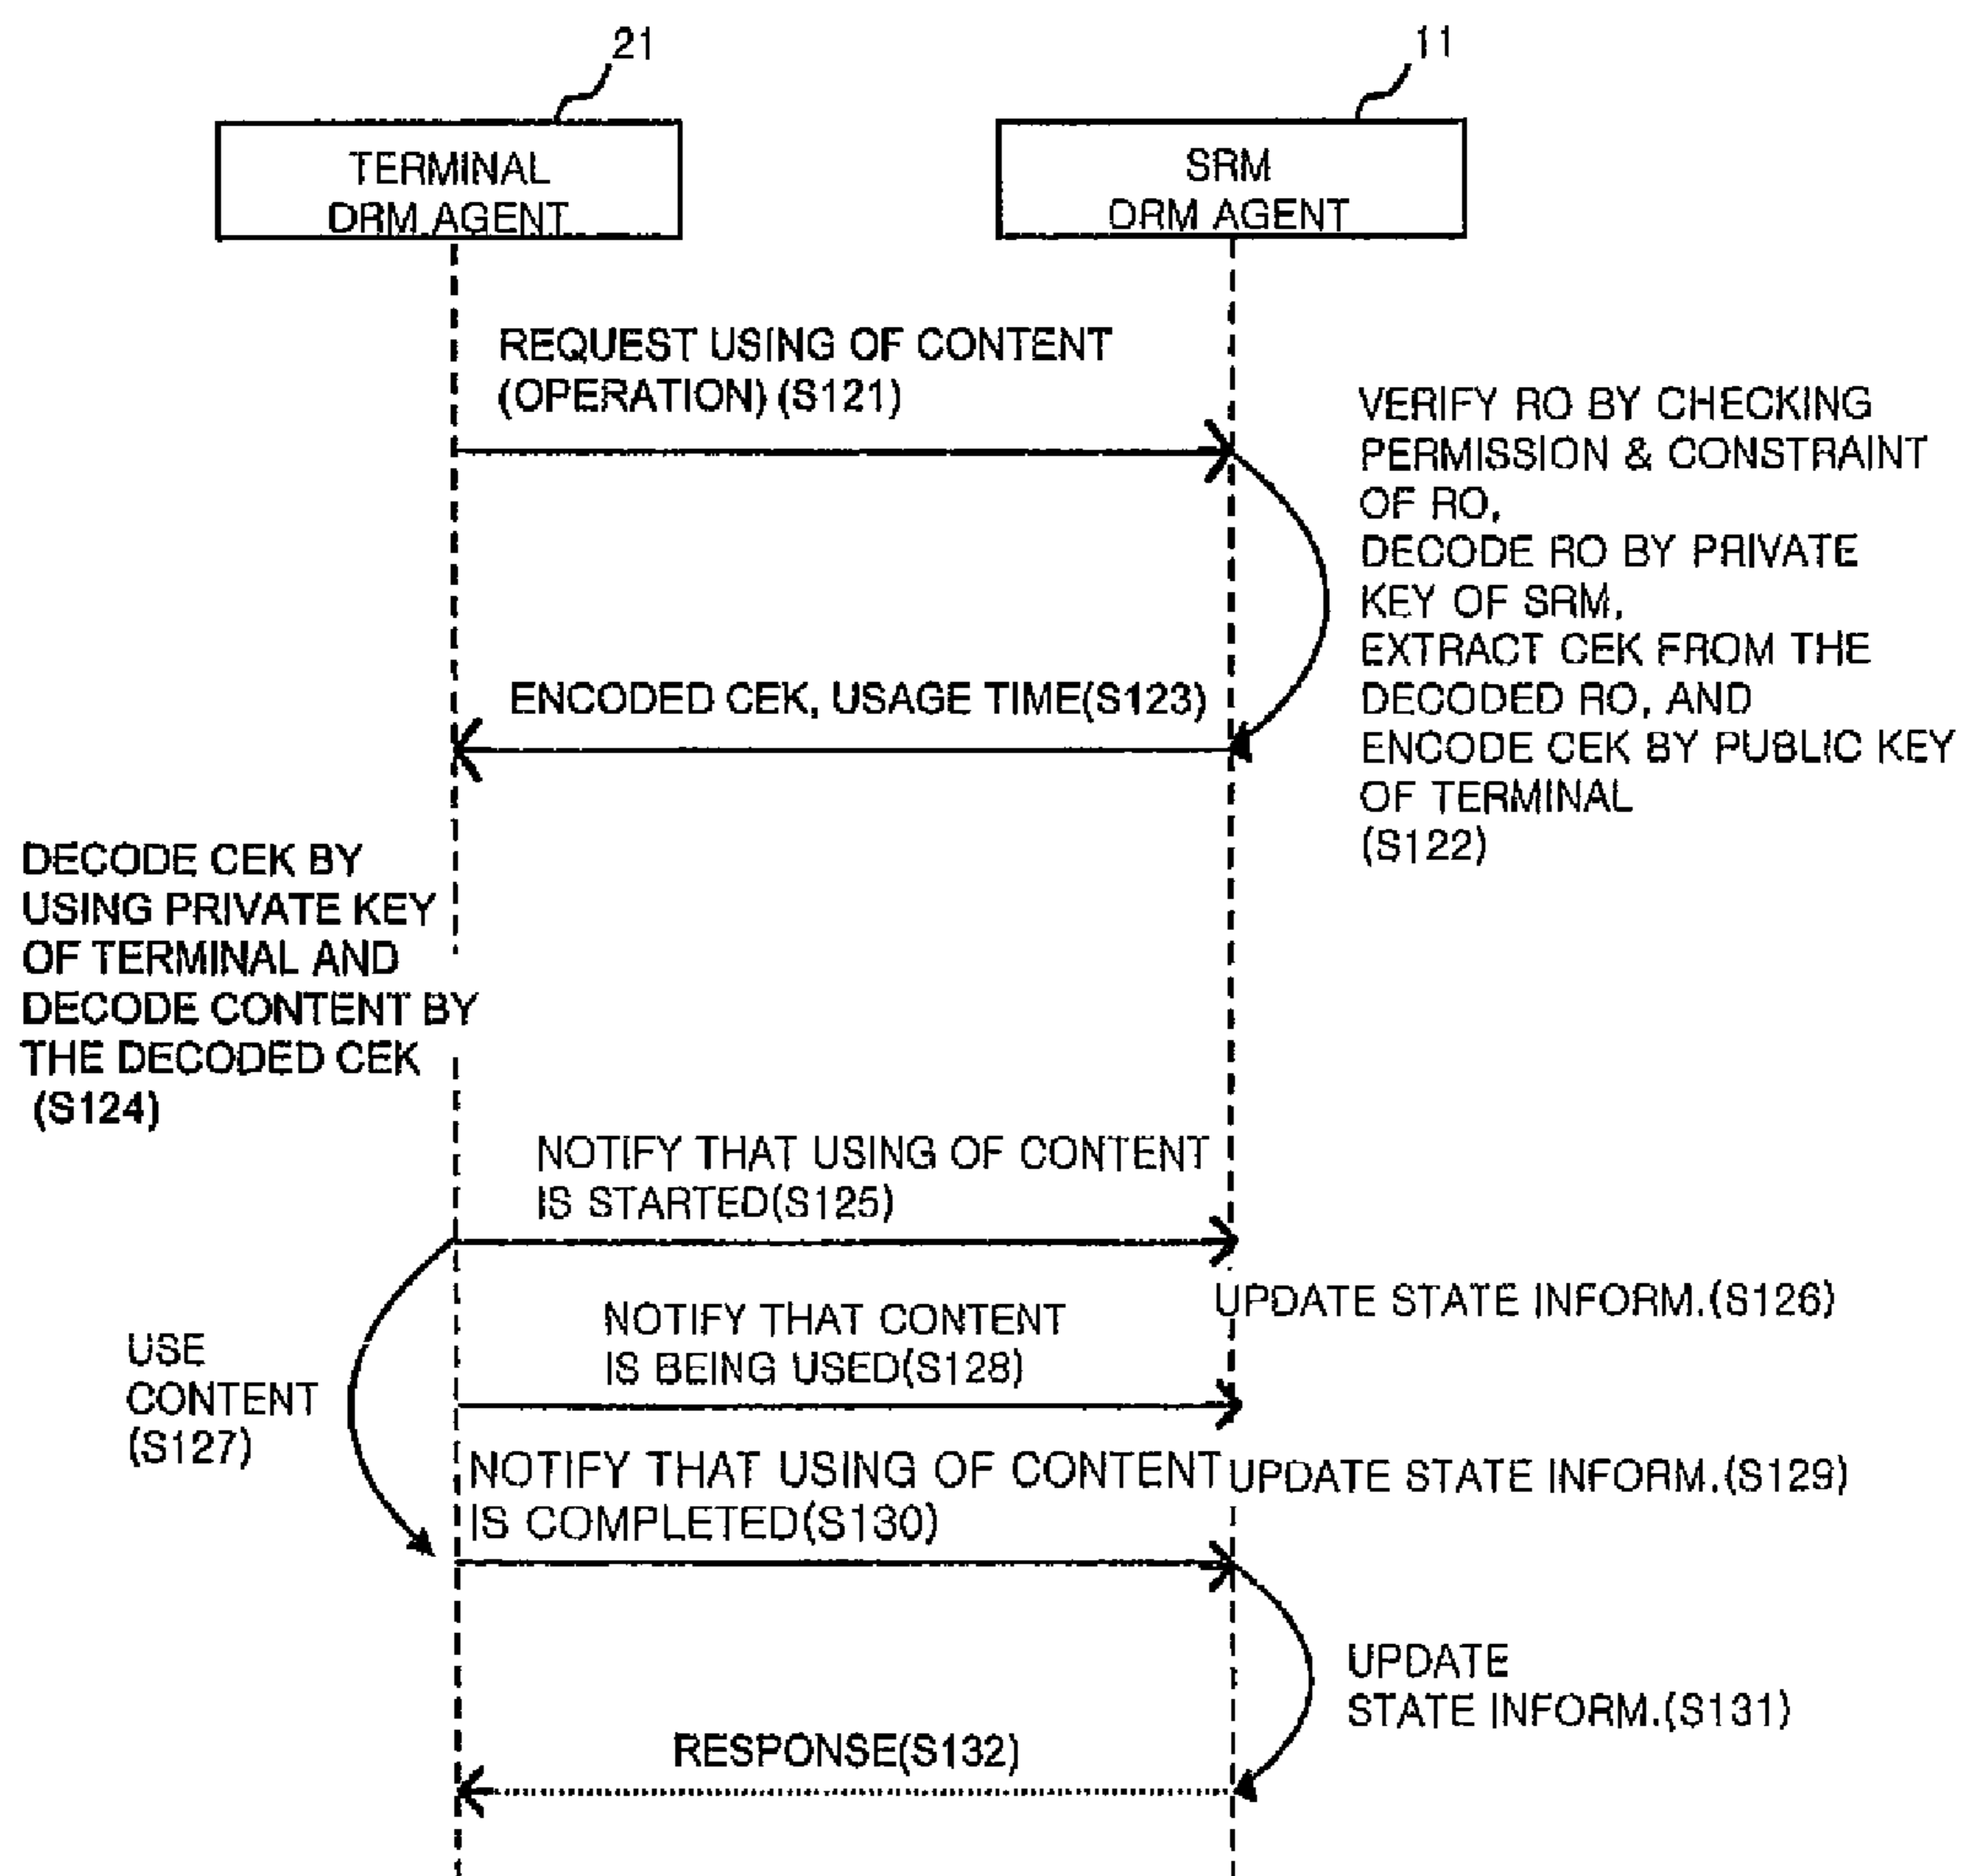 21
11
TERMINAL
DRM AGENT
SRM
DRM AGENT
REQUEST USING OF CONTENT
(OPERATION) (S121)
VERIFY RO BY CHECKING
PERMISSION & CONSTRAINT
OF RO,
DECODE RO BY PRIVATE
KEY OF SRM,
EXTRACT CEK FROM THE
DECODED RO, AND
ENCODE CEK BY PUBLIC KEY
OF TERMINAL
(S122)
ENCODED CEK, USAGE TIME(S123)
DECODE CEK BY
USING PRIVATE KEY
OF TERMINAL AND
DECODE CONTENT BY
THE DECODED CEK
(S124)
NOTIFY THAT USING OF CONTENT
IS STARTED(S125)
UPDATE STATE INFORM.(S126)
NOTIFY THAT CONTENT
IS BEING USED(S128)
USE
CONTENT
(S127)
NOTIFY THAT USING OF CONTENT
IS COMPLETED(S130)
UPDATE STATE INFORM.(S129)
UPDATE
STATE INFORM.(S131)
RESPONSE(S132)